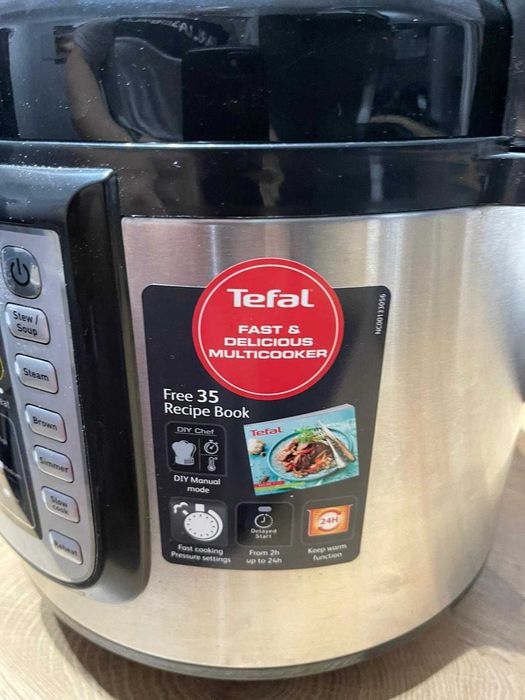 Stew /
Soup
Steam
Brown
Simmer
Slow
cook
Reheat
Tefal
FAST &
DELICIOUS
MULTICOOKER
NC00133056
Free 35
Recipe Book
DIY Chef
DIY Manual
mode
Tefal
Fast cooking
Pressure settings
Delayed
Start
From 2h
up to 24h
24H
Keep warm
function